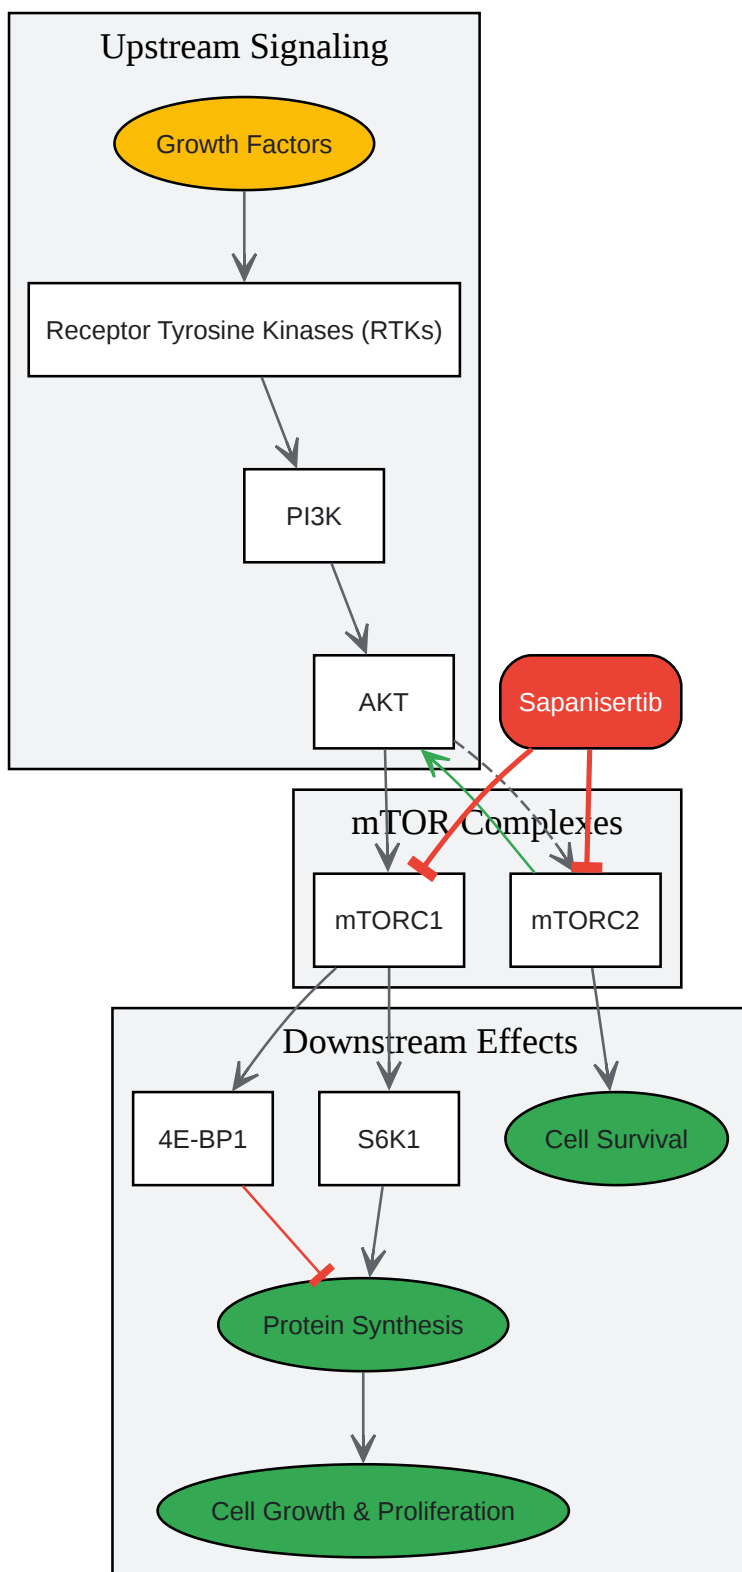 Upstream Signaling
Growth Factors
Receptor Tyrosine Kinases (RTKs)
PI3K
AKT
Sapanisertib
mTOR Complexes
mTORC1
mTORC2
Downstream Effects
4E-BP1
S6K1
Cell Survival
Protein Synthesis
Cell Growth & Proliferation